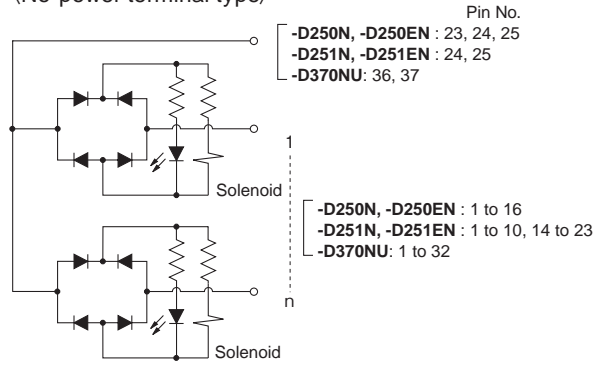 (No-power terminal type)
Pin No.
-D250N, -D250EN : 23, 24, 25
-D251N, -D251EN : 24, 25
-D370NU: 36, 37
1
Solenoid
-D250N, -D250EN : 1 to 16
-D251N, -D251EN : 1 to 10, 14 to 23
-D370NU: 1 to 32
n
Solenoid